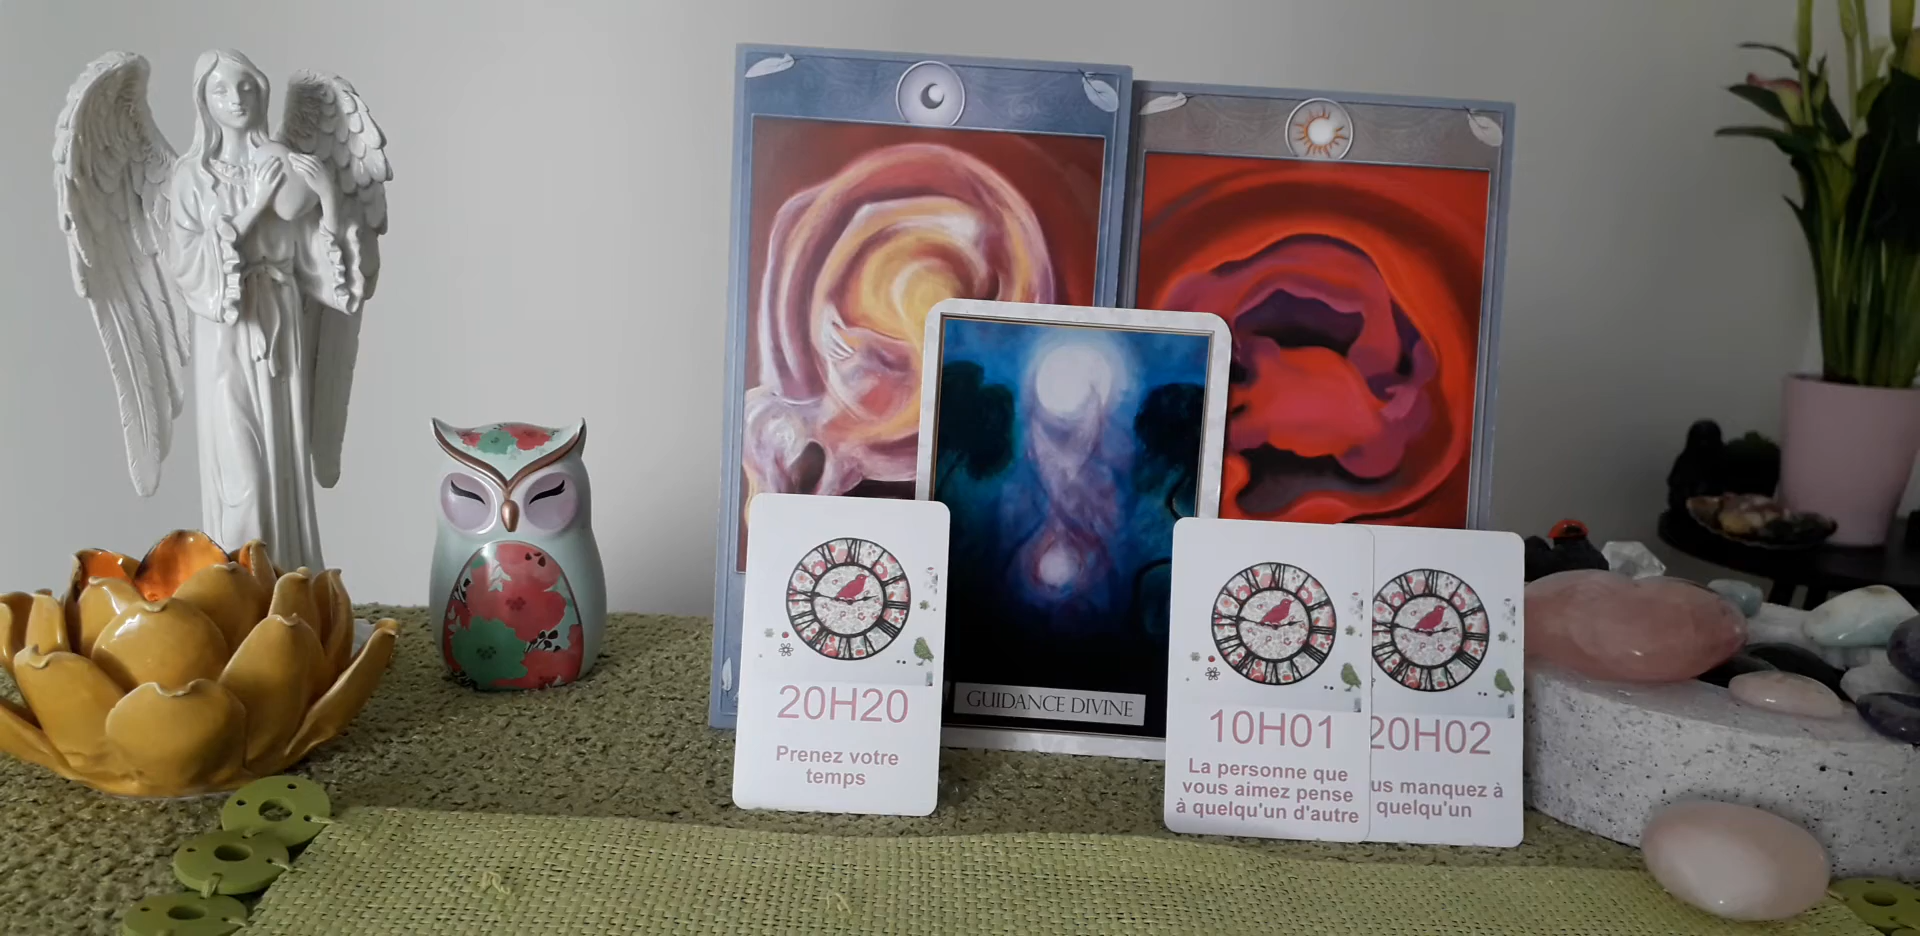 20H20
Prenez votre
temps
GUIDANCE DIVINE
10H01
La personne que
vous aimez pense
à quelqu'un d'autre
20H02
manquez à
quelqu'un